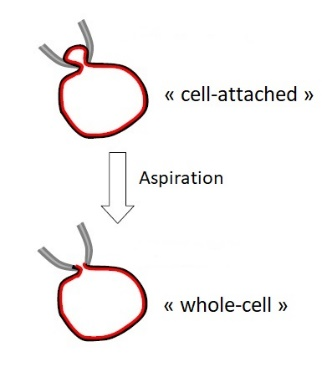 « cell-attached »
Aspiration
« whole-cell »